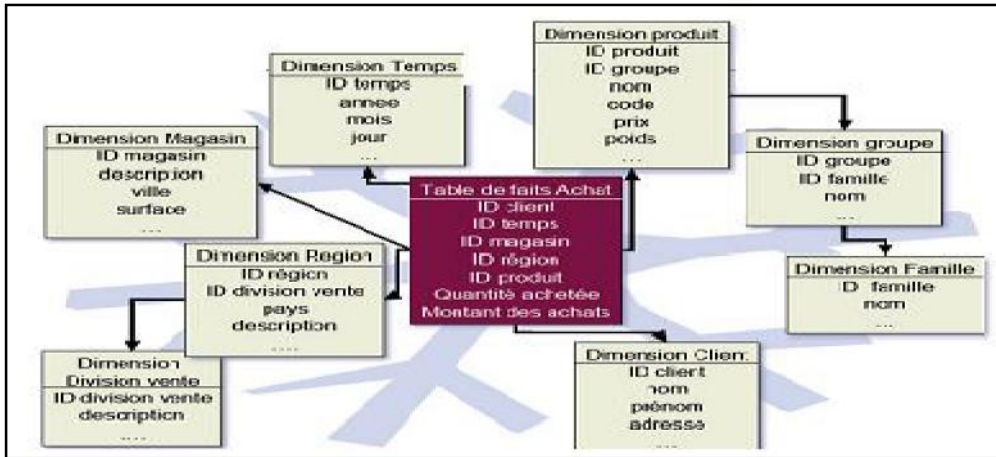 Dimension Temps
ID temps
annee
mois
jour
...
Dimension produit
ID produit
ID groupe
nom
code
prix
poids
...
Dimension Magasin
ID magasin
description
ville
surface
...
Dimension groupe
ID groupe
ID famille
nom
...
Table de faits Achat
ID client
ID temps
ID magasin
ID région
ID produit
Quantité achetée
Montant des achats
Dimension Region
ID région
ID division vente
pays
description
....
Dimension Famille
ID famille
nom
...
Dimension
Division vente
ID division vente
description
....
Dimension Client
ID client
nom
prénom
adresse
...